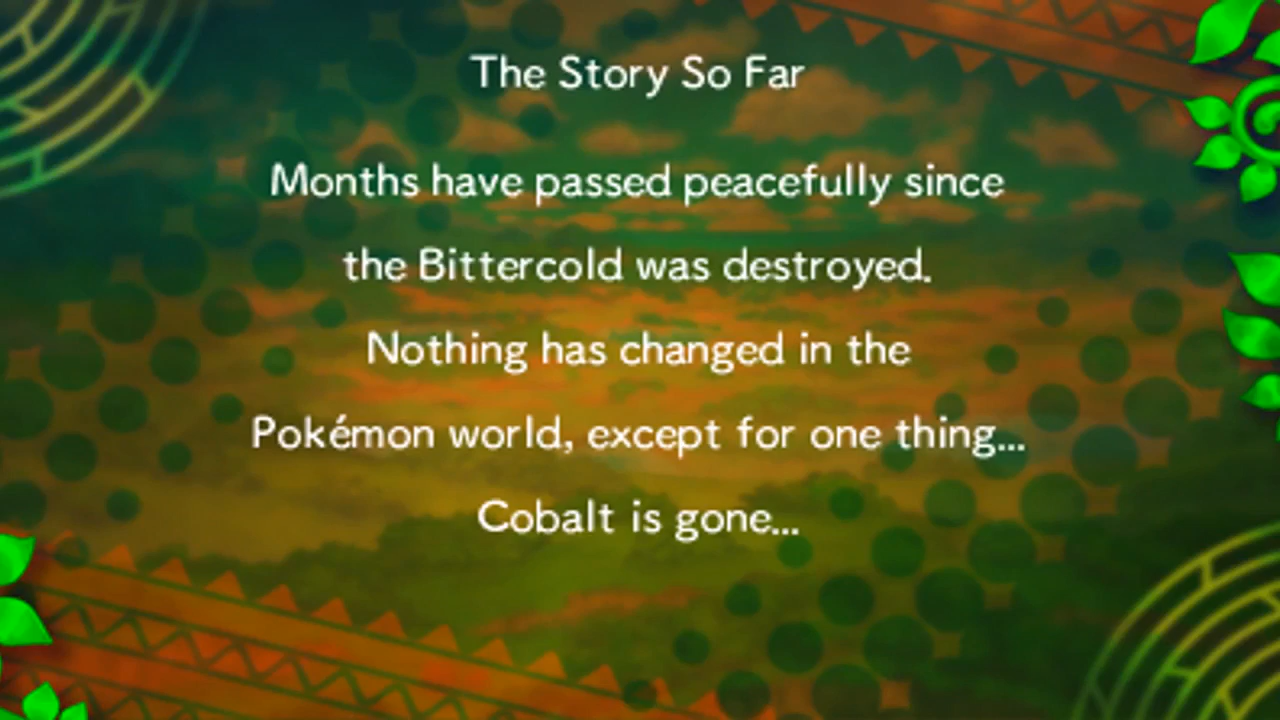 The Story So Far
Months have passed peacefully since
the Bittercold was destroyed.
Nothing has changed in the
Pokémon world, except for one thing...
Cobalt is gone...